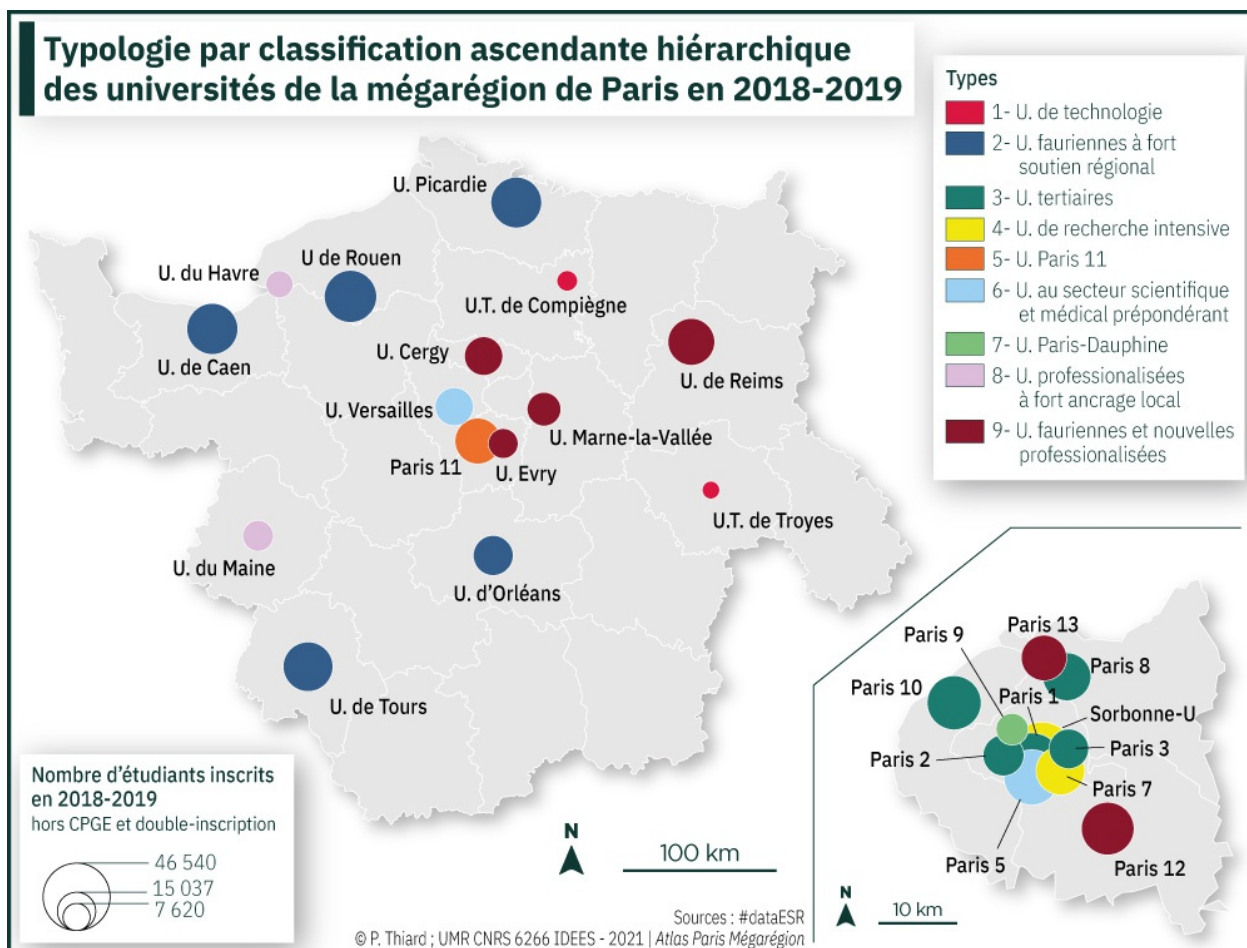 Typologie par classification ascendante hiérarchique
des universités de la mégarégion de Paris en 2018-2019
Types
1- U. de technologie
2- U. fauriennes à fort
soutien régional
3- U. tertiaires
4- U. de recherche intensive
5- U. Paris 11
6- U. au secteur scientifique
et médical prépondérant
7- U. Paris-Dauphine
8- U. professionalisées
à fort ancrage local
9- U. fauriennes et nouvelles
professionalisées
U. Picardie
U. du Havre
U de Rouen
U.T. de Compiègne
U. de Caen
U. Cergy
U. de Reims
U. Versailles
U. Marne-la-Vallée
Paris 11
U. Evry
U.T. de Troyes
U. du Maine
U. d'Orléans
U. de Tours
Paris 13
Paris 9
Paris 8
Paris 10
Paris 1
Sorbonne-U
Paris 3
Paris 2
Paris 7
Paris 5
Paris 12
Nombre d'étudiants inscrits
en 2018-2019
hors CPGE et double-inscription
46 540
15 037
7 620
N
100 km
N
10 km
Sources : #dataESR
© P. Thiard ; UMR CNRS 6266 IDEES - 2021 | Atlas Paris Mégarégion